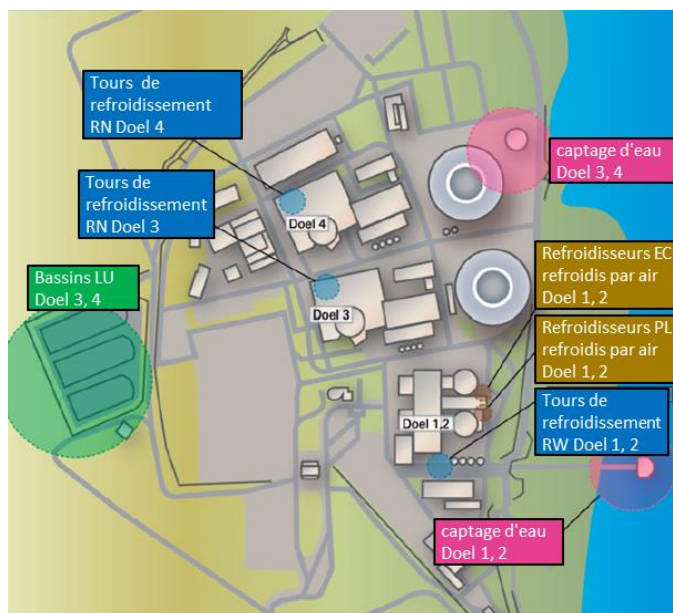 Tours de
refroidissement
RN Doel 4
captage d'eau
Doel 3, 4
Tours de
refroidissement
RN Doel 3
Doel 4
Refroidisseurs EC
refroidis par air
Doel 1, 2
Bassins LU
Doel 3, 4
Doel 3
Refroidisseurs PL
refroidis par air
Doel 1, 2
Doel 1,2
Tours de
refroidissement
RW Doel 1, 2
captage d'eau
Doel 1, 2